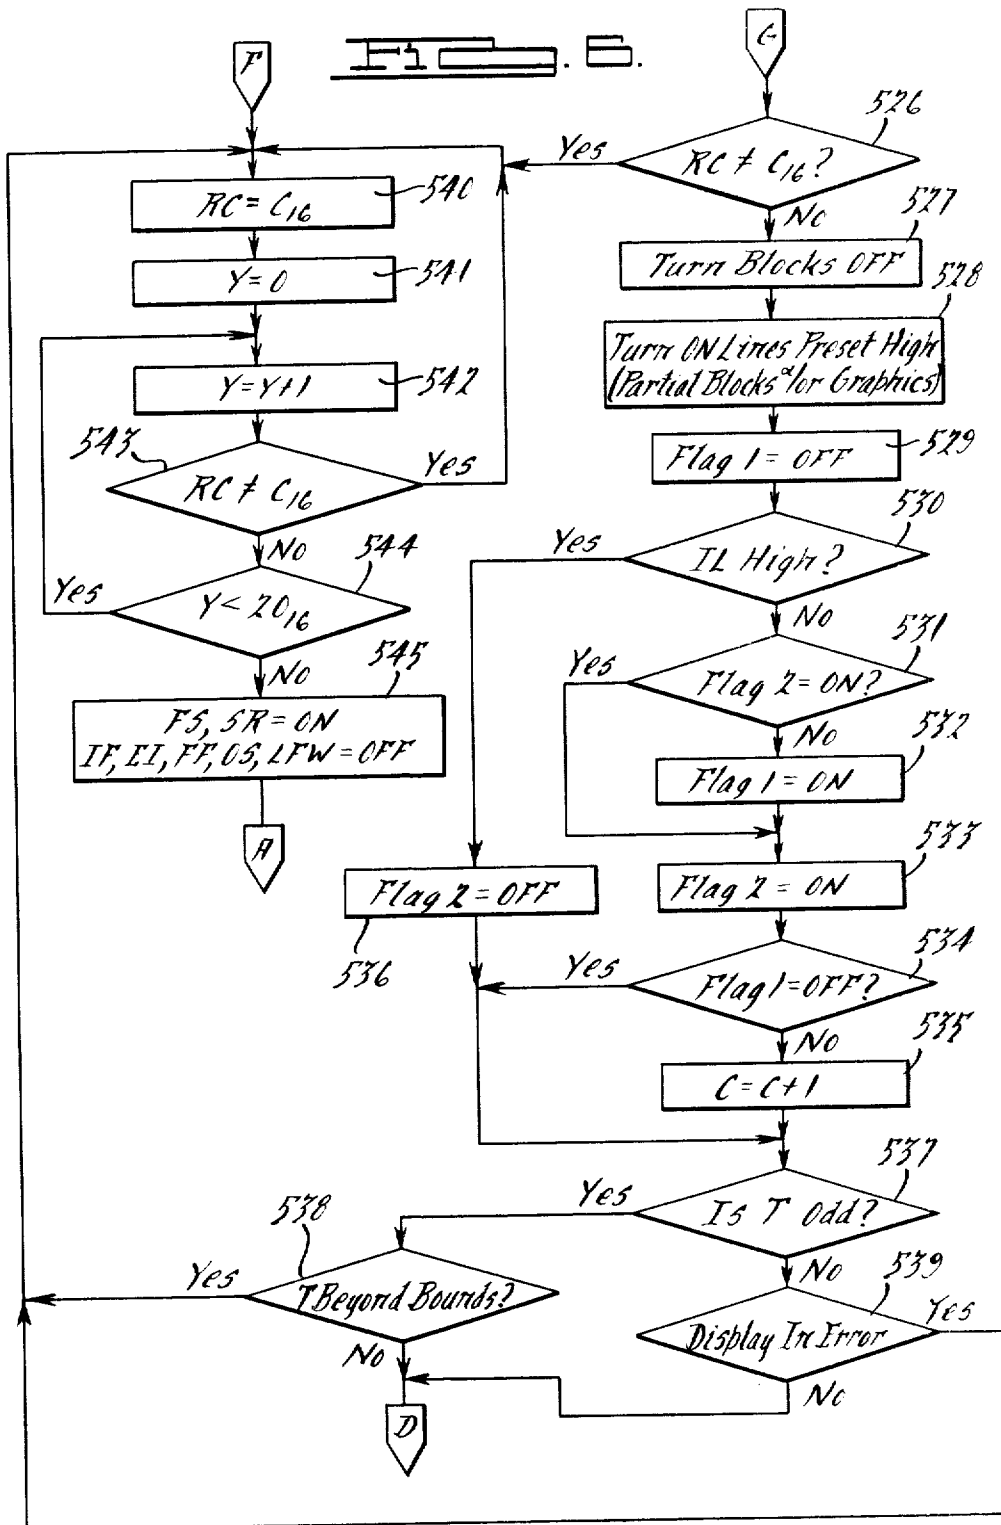 Fig. 6.
F
RC = C₁₆
540
Y = 0
541
Y = Y + 1
542
543
RC ≠ C₁₆
Yes
No
544
Yes
Y < 20₁₆
No
545
FS, SR = ON
IF, EI, FF, OS, LFW = OFF
A
G
526
Yes
RC ≠ C₁₆?
No
527
Turn Blocks OFF
528
Turn ON Lines Preset High
(Partial Blocks &/or Graphics)
529
Flag 1 = OFF
530
Yes
IL High?
No
531
Yes
Flag 2 = ON?
No
532
Flag 1 = ON
533
Flag 2 = OFF
536
Flag 2 = ON
534
Yes
Flag 1 = OFF?
No
535
C = C + 1
537
Yes
Is T Odd?
No
538
Yes
T Beyond Bounds?
No
539
Display In Error
Yes
No
D